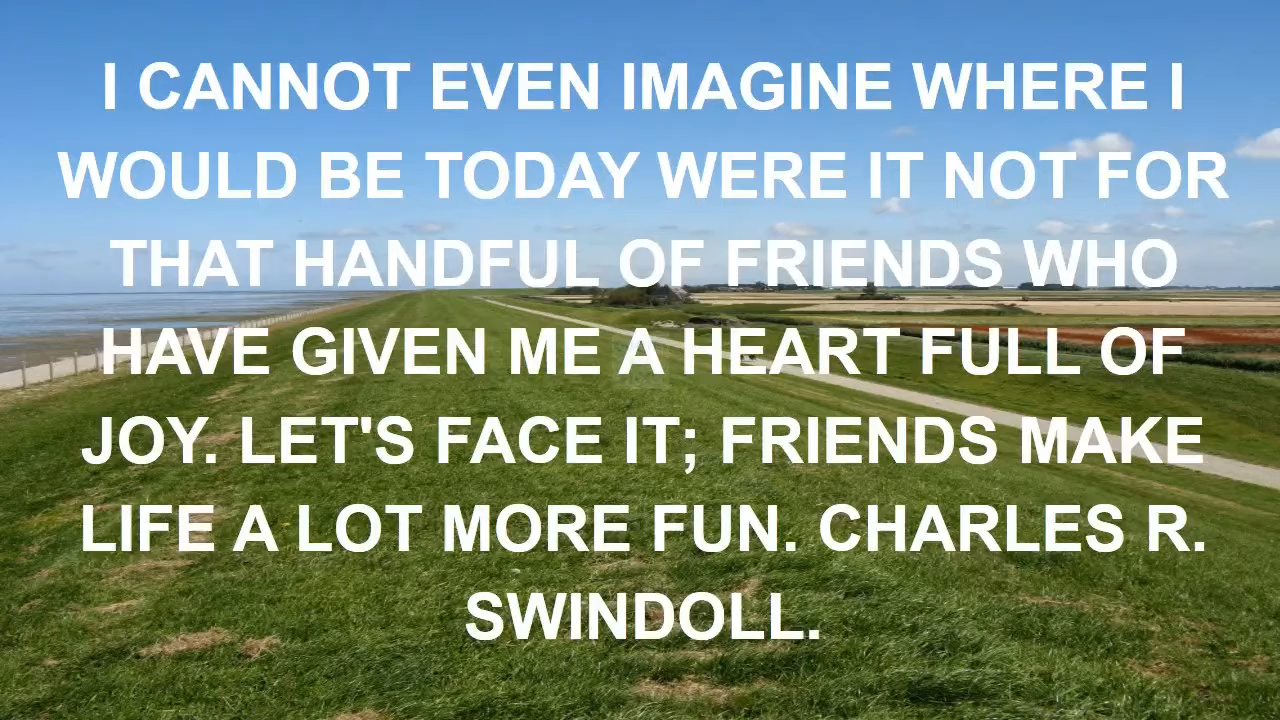 I CANNOT EVEN IMAGINE WHERE I
WOULD BE TODAY WERE IT NOT FOR
THAT HANDFUL OF FRIENDS WHO
HAVE GIVEN ME A HEART FULL OF
JOY. LET'S FACE IT; FRIENDS MAKE
LIFE A LOT MORE FUN. CHARLES R.
SWINDOLL.